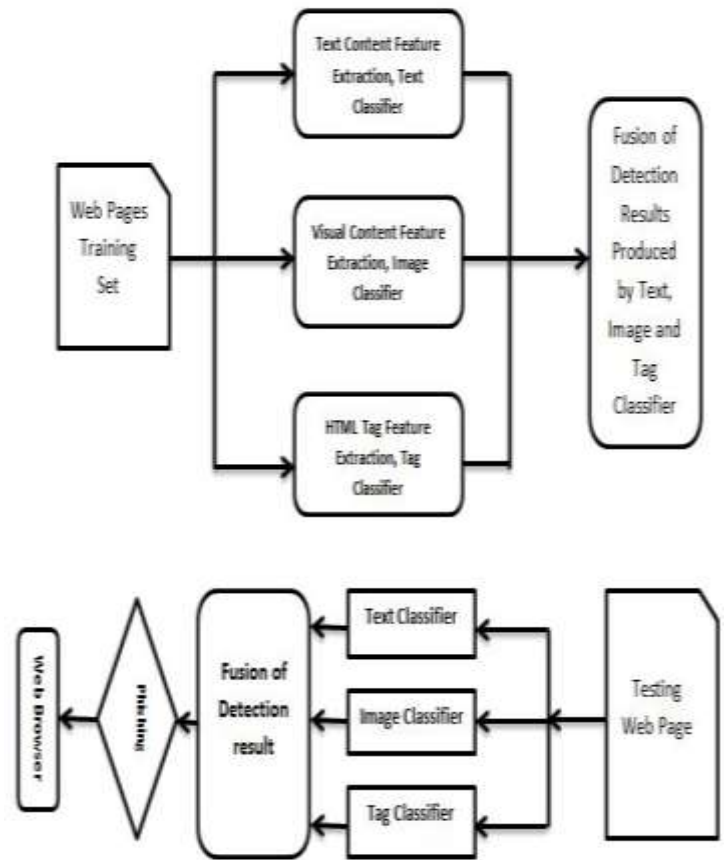 Text Content Feature
Extraction, Text
Classifier
Web Pages
Training
Set
Visual Content Feature
Extraction, Image
Classifier
HTML Tag Feature
Extraction, Tag
Classifier
Fusion of
Detection
Results
Produced
by Text,
Image and
Tag
Classifier
Web Browser
Phishing
Fusion of
Detection
result
Text Classifier
Image Classifier
Tag Classifier
Testing
Web Page